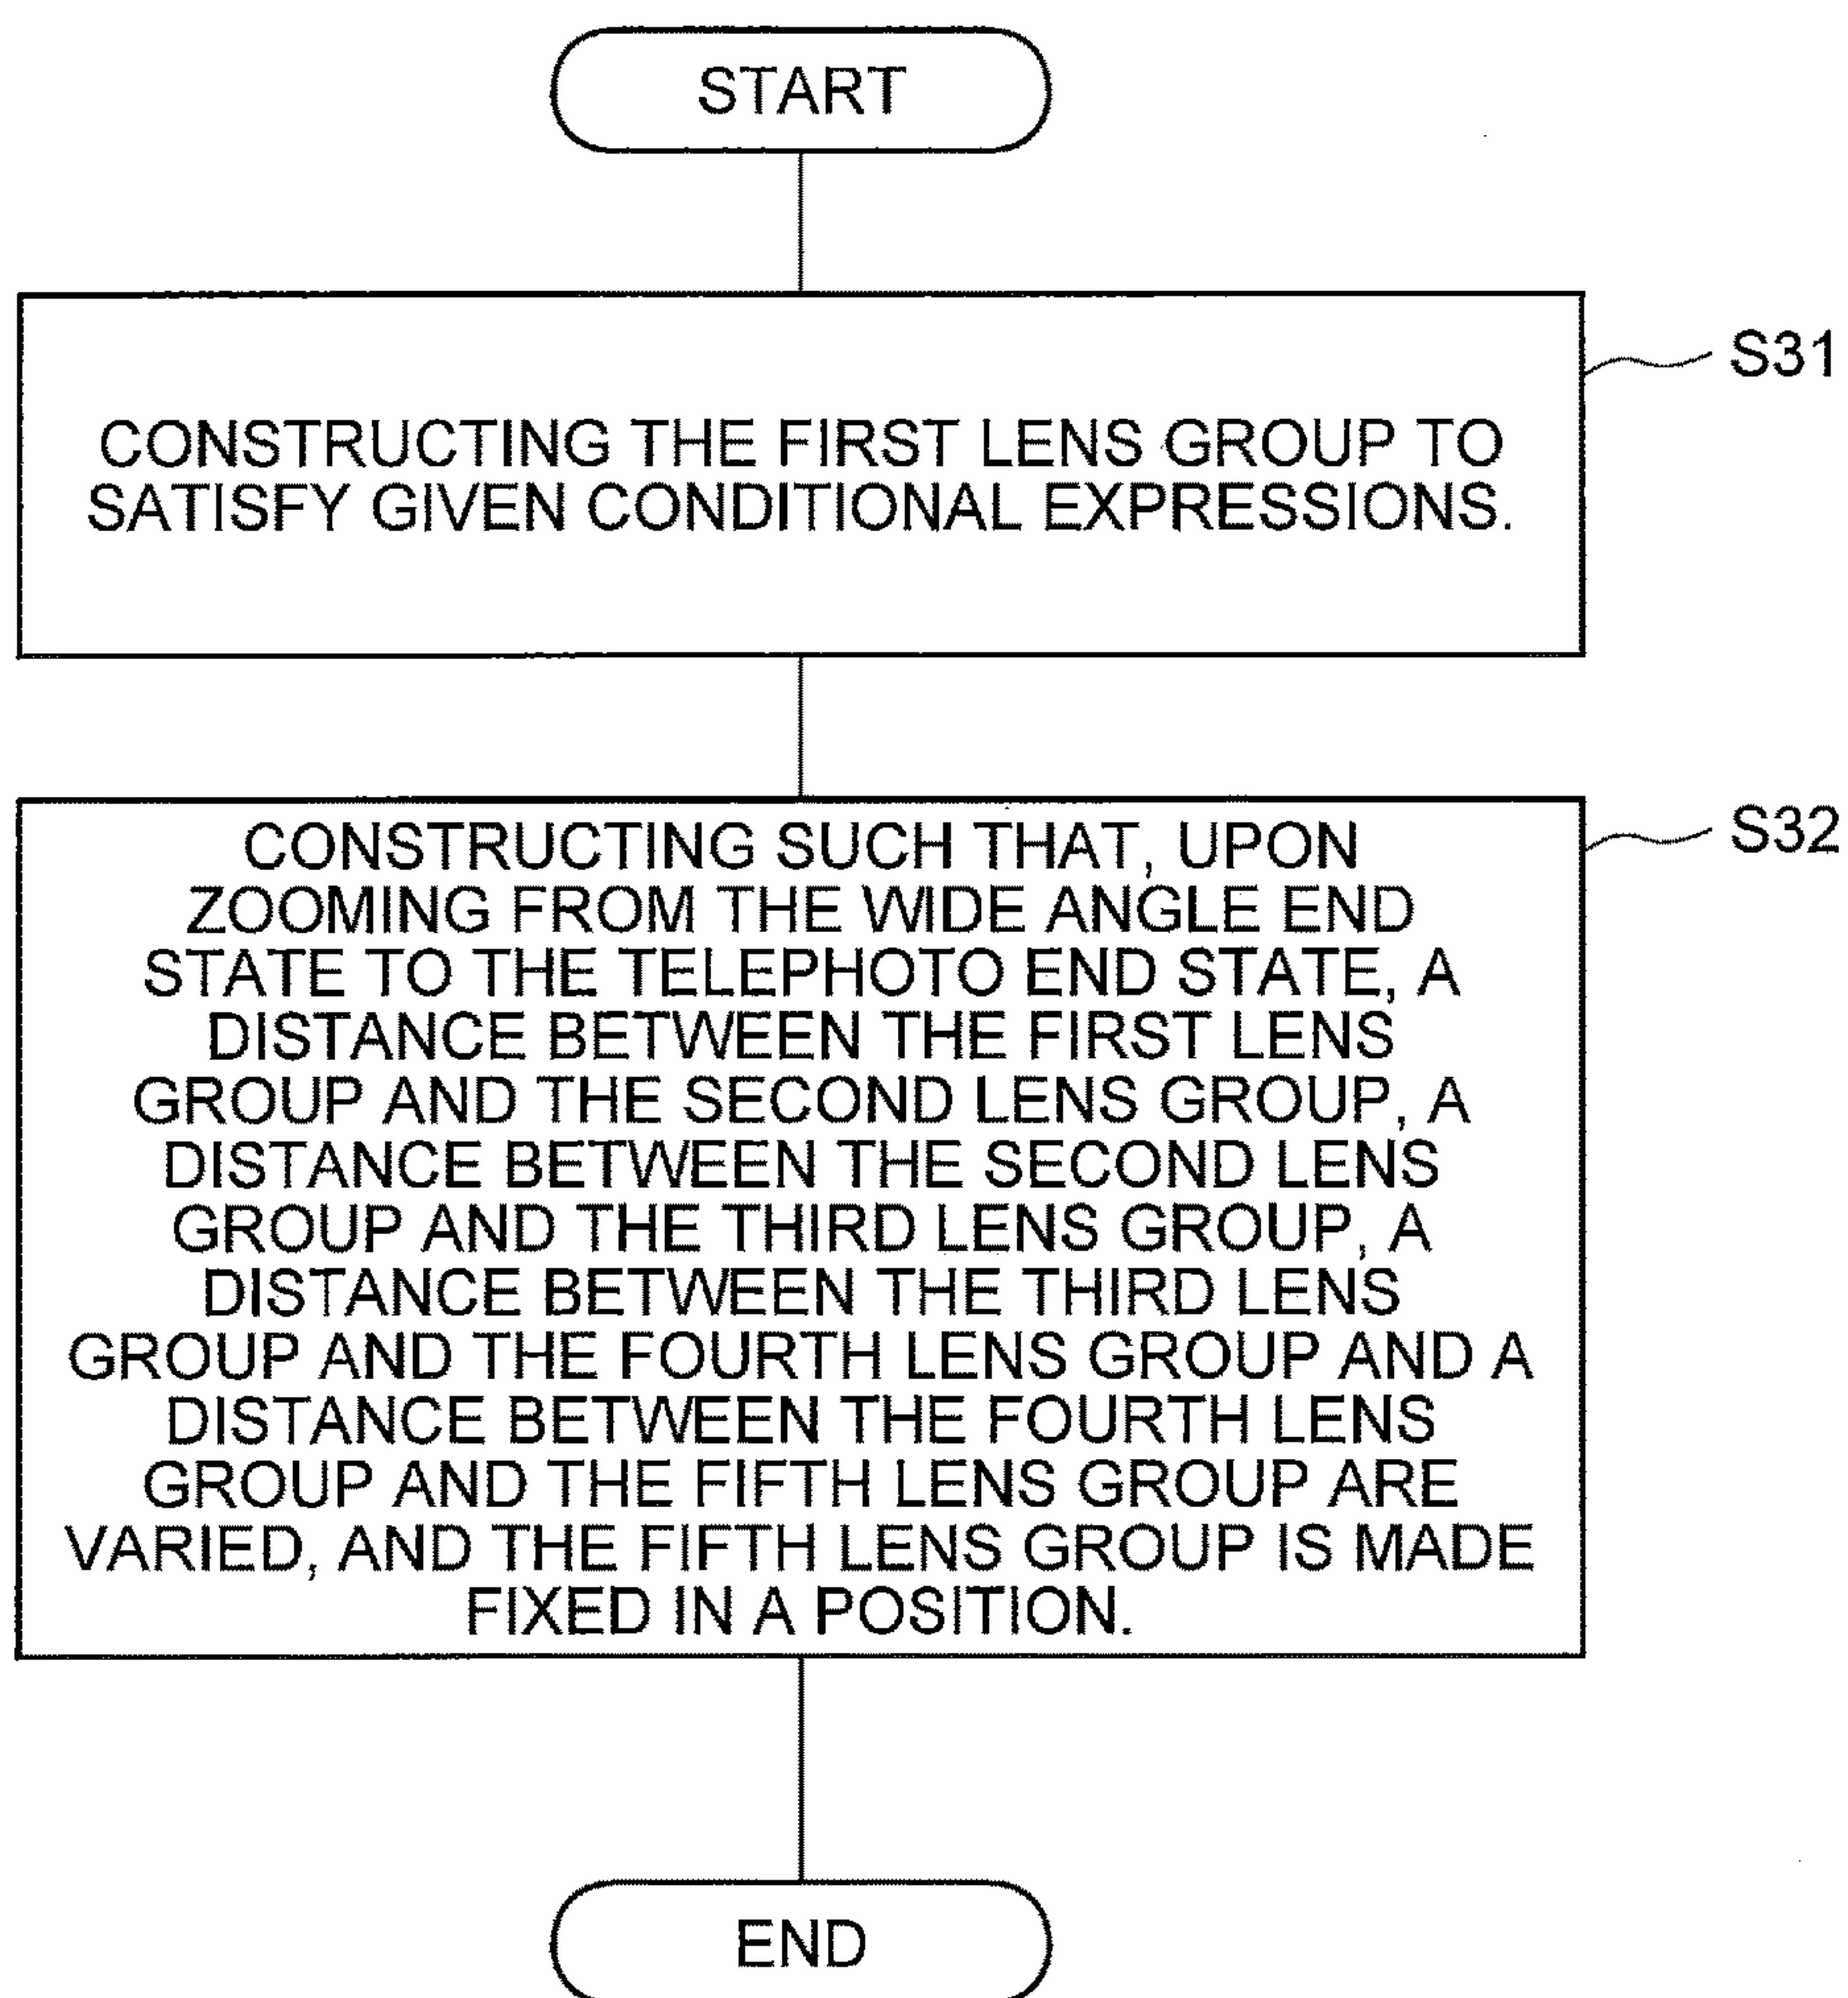 START
S31
CONSTRUCTING THE FIRST LENS GROUP TO
SATISFY GIVEN CONDITIONAL EXPRESSIONS.
S32
CONSTRUCTING SUCH THAT, UPON
ZOOMING FROM THE WIDE ANGLE END
STATE TO THE TELEPHOTO END STATE, A
DISTANCE BETWEEN THE FIRST LENS
GROUP AND THE SECOND LENS GROUP, A
DISTANCE BETWEEN THE SECOND LENS
GROUP AND THE THIRD LENS GROUP, A
DISTANCE BETWEEN THE THIRD LENS
GROUP AND THE FOURTH LENS GROUP AND A
DISTANCE BETWEEN THE FOURTH LENS
GROUP AND THE FIFTH LENS GROUP ARE
VARIED, AND THE FIFTH LENS GROUP IS MADE
FIXED IN A POSITION.
END